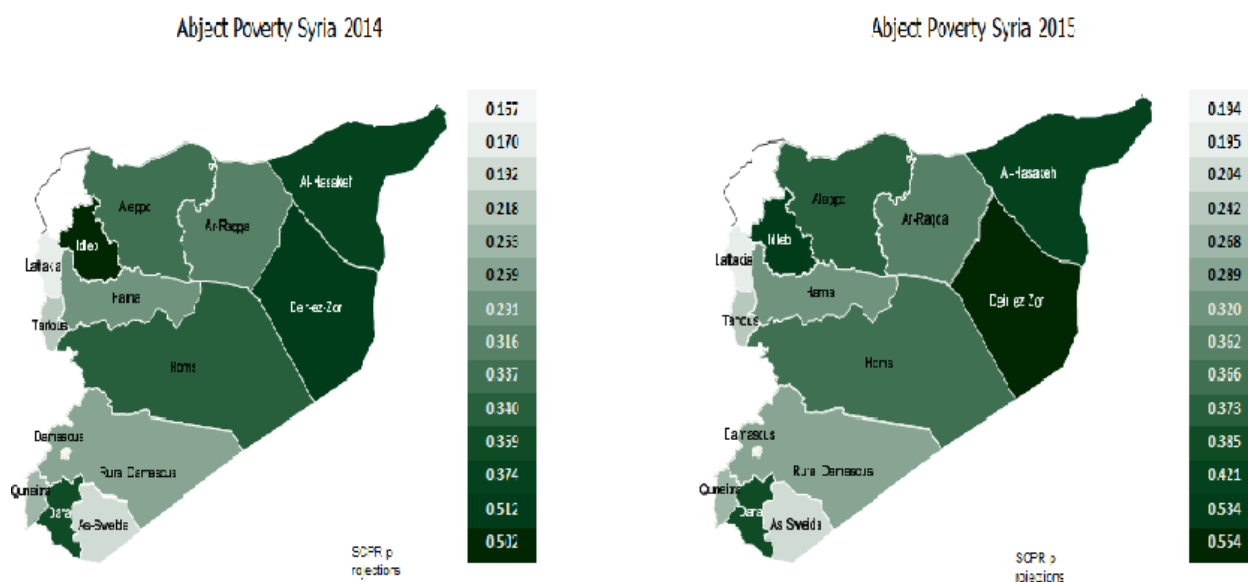 Abject Poverty Syria 2014
Al-Hasakeh
Aleppo
Ar-Raqqa
Idleb
Lattakia
Hama
Deir-ez-Zor
Tartous
Homs
Damascus
Rural Damascus
Quneitra
Dara
As-Sweida
SCPR p
rojections
0.170
0.192
0.218
0.259
0.291
0.316
0.337
0.340
0.374
0.512
Abject Poverty Syria 2015
Al-Hasakeh
Aleppo
Ar-Raqqa
Idleb
Lattakia
Hama
Deir ez Zor
Tartous
Homs
Damascus
Rural Damascus
Quneitra
Dara
As Sweida
SCPR p
rojections
0.194
0.195
0.204
0.242
0.268
0.289
0.320
0.362
0.366
0.373
0.385
0.421
0.534
0.554